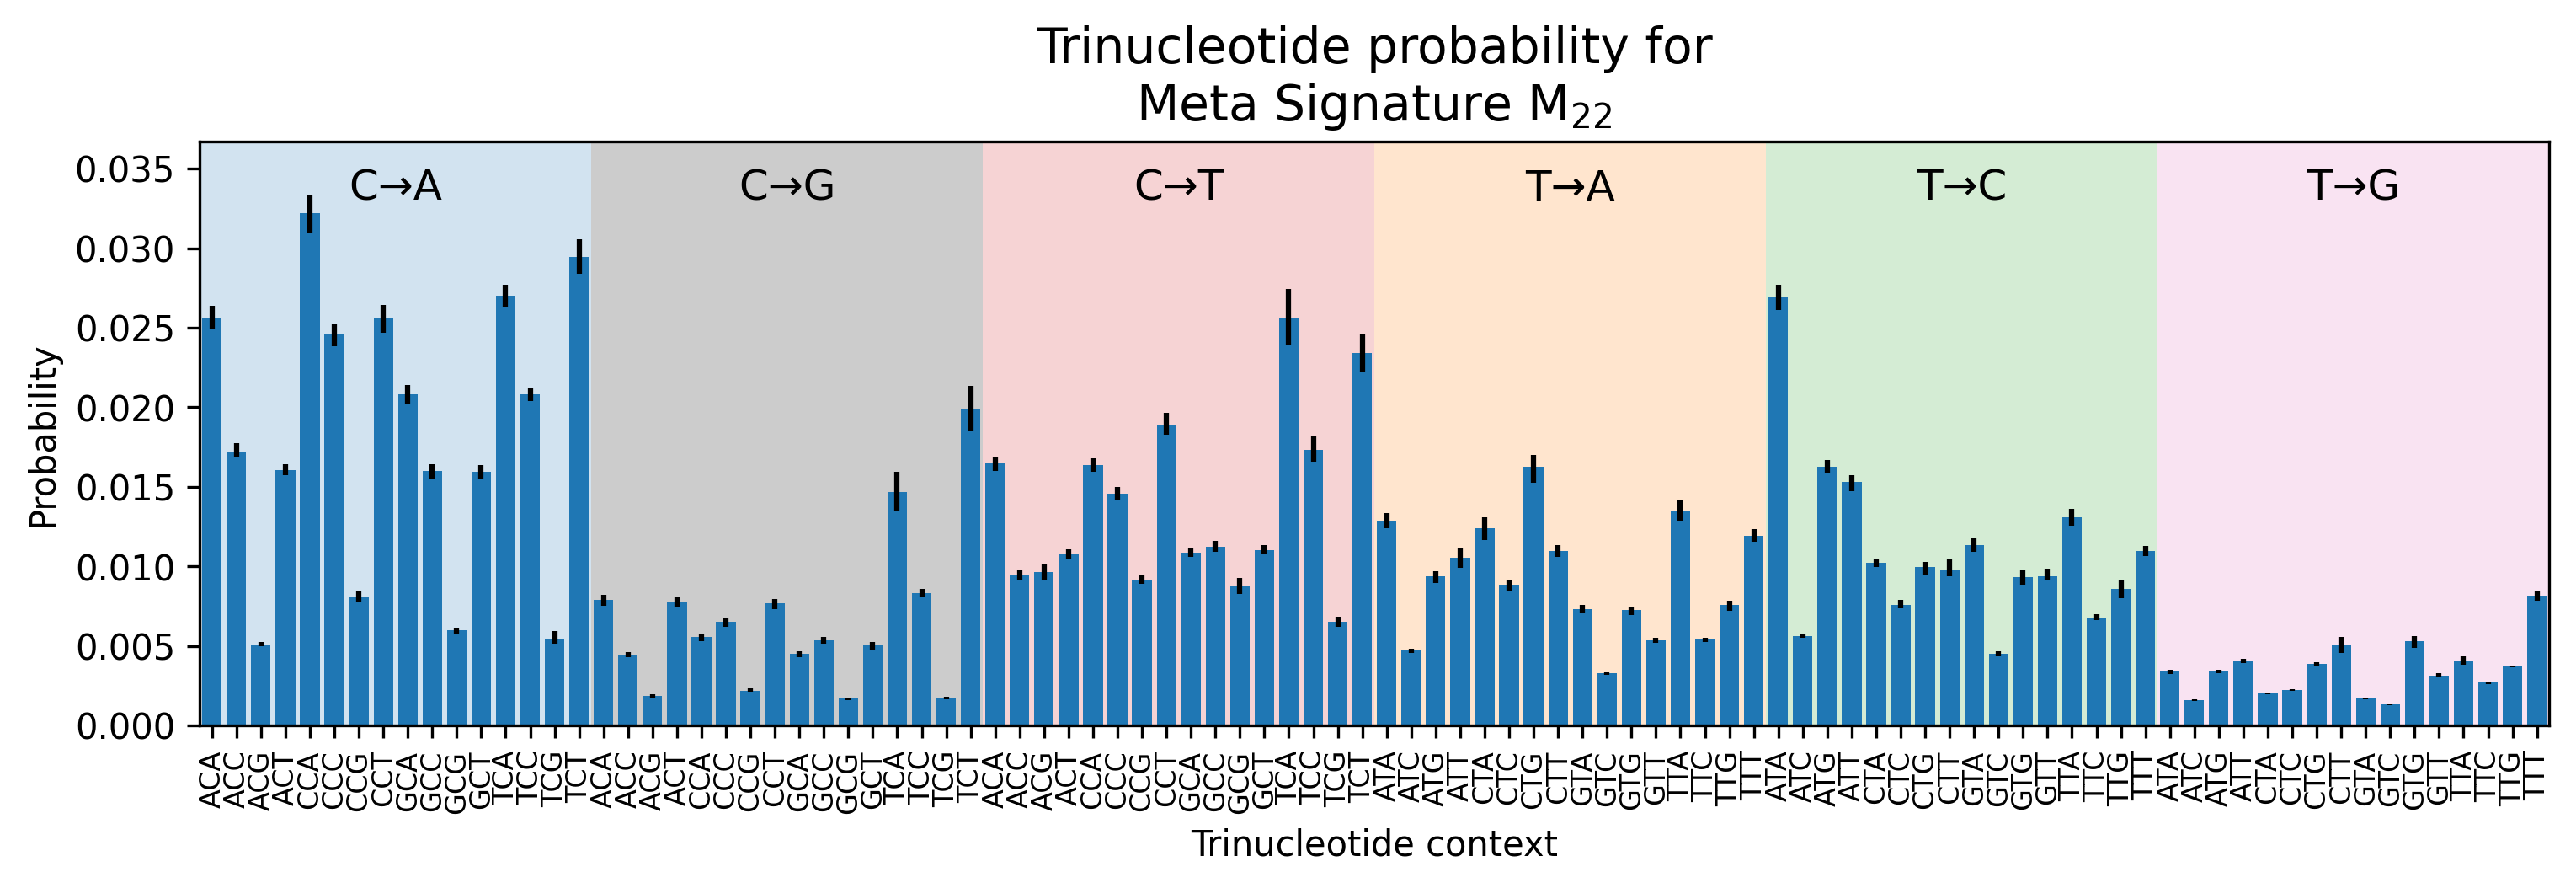 Trinucleotide probability for
Meta Signature M₂₂
C→A C→G C→T T→A T→C T→G
0.035
0.030
0.025
0.020
0.015
0.010
0.005
0.000
Probability
ACA ACC ACG ACT CCA CCC CCG CCT GCA GCC GCG GCT TCA TCC TCG TCT ACA ACC ACG ACT CCA CCC CCG CCT GCA GCC GCG GCT TCA TCC TCG TCT ACA ACC ACG ACT CCA CCC CCG CCT GCA GCC GCG GCT TCA TCC TCG TCT ATA ATC ATG ATT CTA CTC CTG CTT GTA GTC GTG GTT TTA TTC TTG TTT ATA ATC ATG ATT CTA CTC CTG CTT GTA GTC GTG GTT TTA TTC TTG TTT ATA ATC ATG ATT CTA CTC CTG CTT GTA GTC GTG GTT TTA TTC TTG TTT
Trinucleotide context